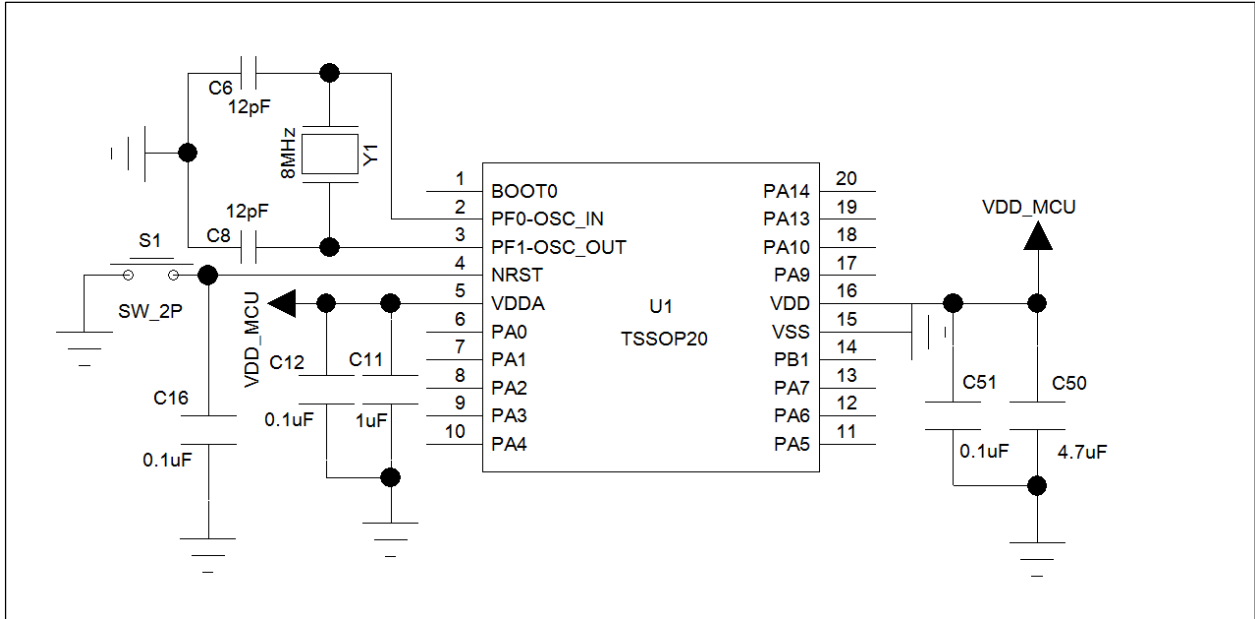 C6
12pF
8MHz
Y1
12pF
C8
S1
SW_2P
VDD_MCU
C16
0.1uF
C12
0.1uF
C11
1uF
1 BOOT0
2 PF0-OSC_IN
3 PF1-OSC_OUT
4 NRST
5 VDDA
6 PA0
7 PA1
8 PA2
9 PA3
10 PA4
U1
TSSOP20
PA14 20
PA13 19
PA10 18
PA9 17
VDD 16
VSS 15
PB1 14
PA7 13
PA6 12
PA5 11
VDD_MCU
C51
0.1uF
C50
4.7uF